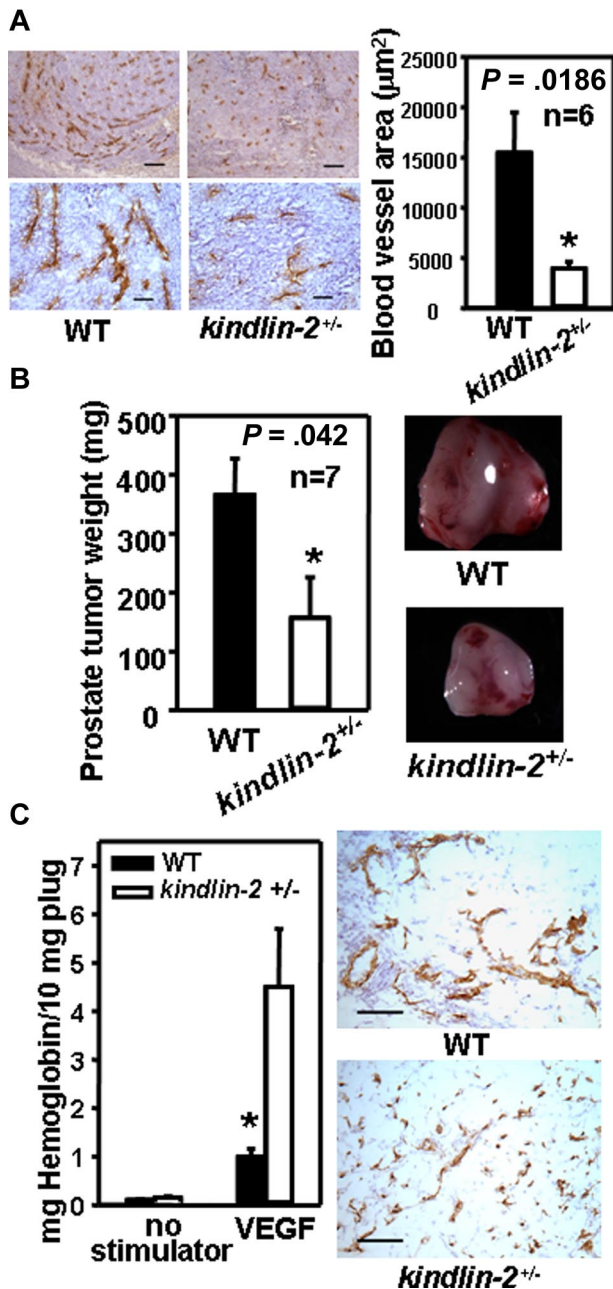 A
WT
kindlin-2+/-
Blood vessel area (µm2)
25000
20000
15000
10000
5000
0
P = .0186
n=6
*
WT
kindlin-2+/-
B
Prostate tumor weight (mg)
500
400
300
200
100
0
P = .042
n=7
*
WT
kindlin-2+/-
WT
kindlin-2+/-
C
mg Hemoglobin/10 mg plug
7
6
5
4
3
2
1
0
WT
kindlin-2 +/-
*
no
stimulator
VEGF
WT
kindlin-2+/-